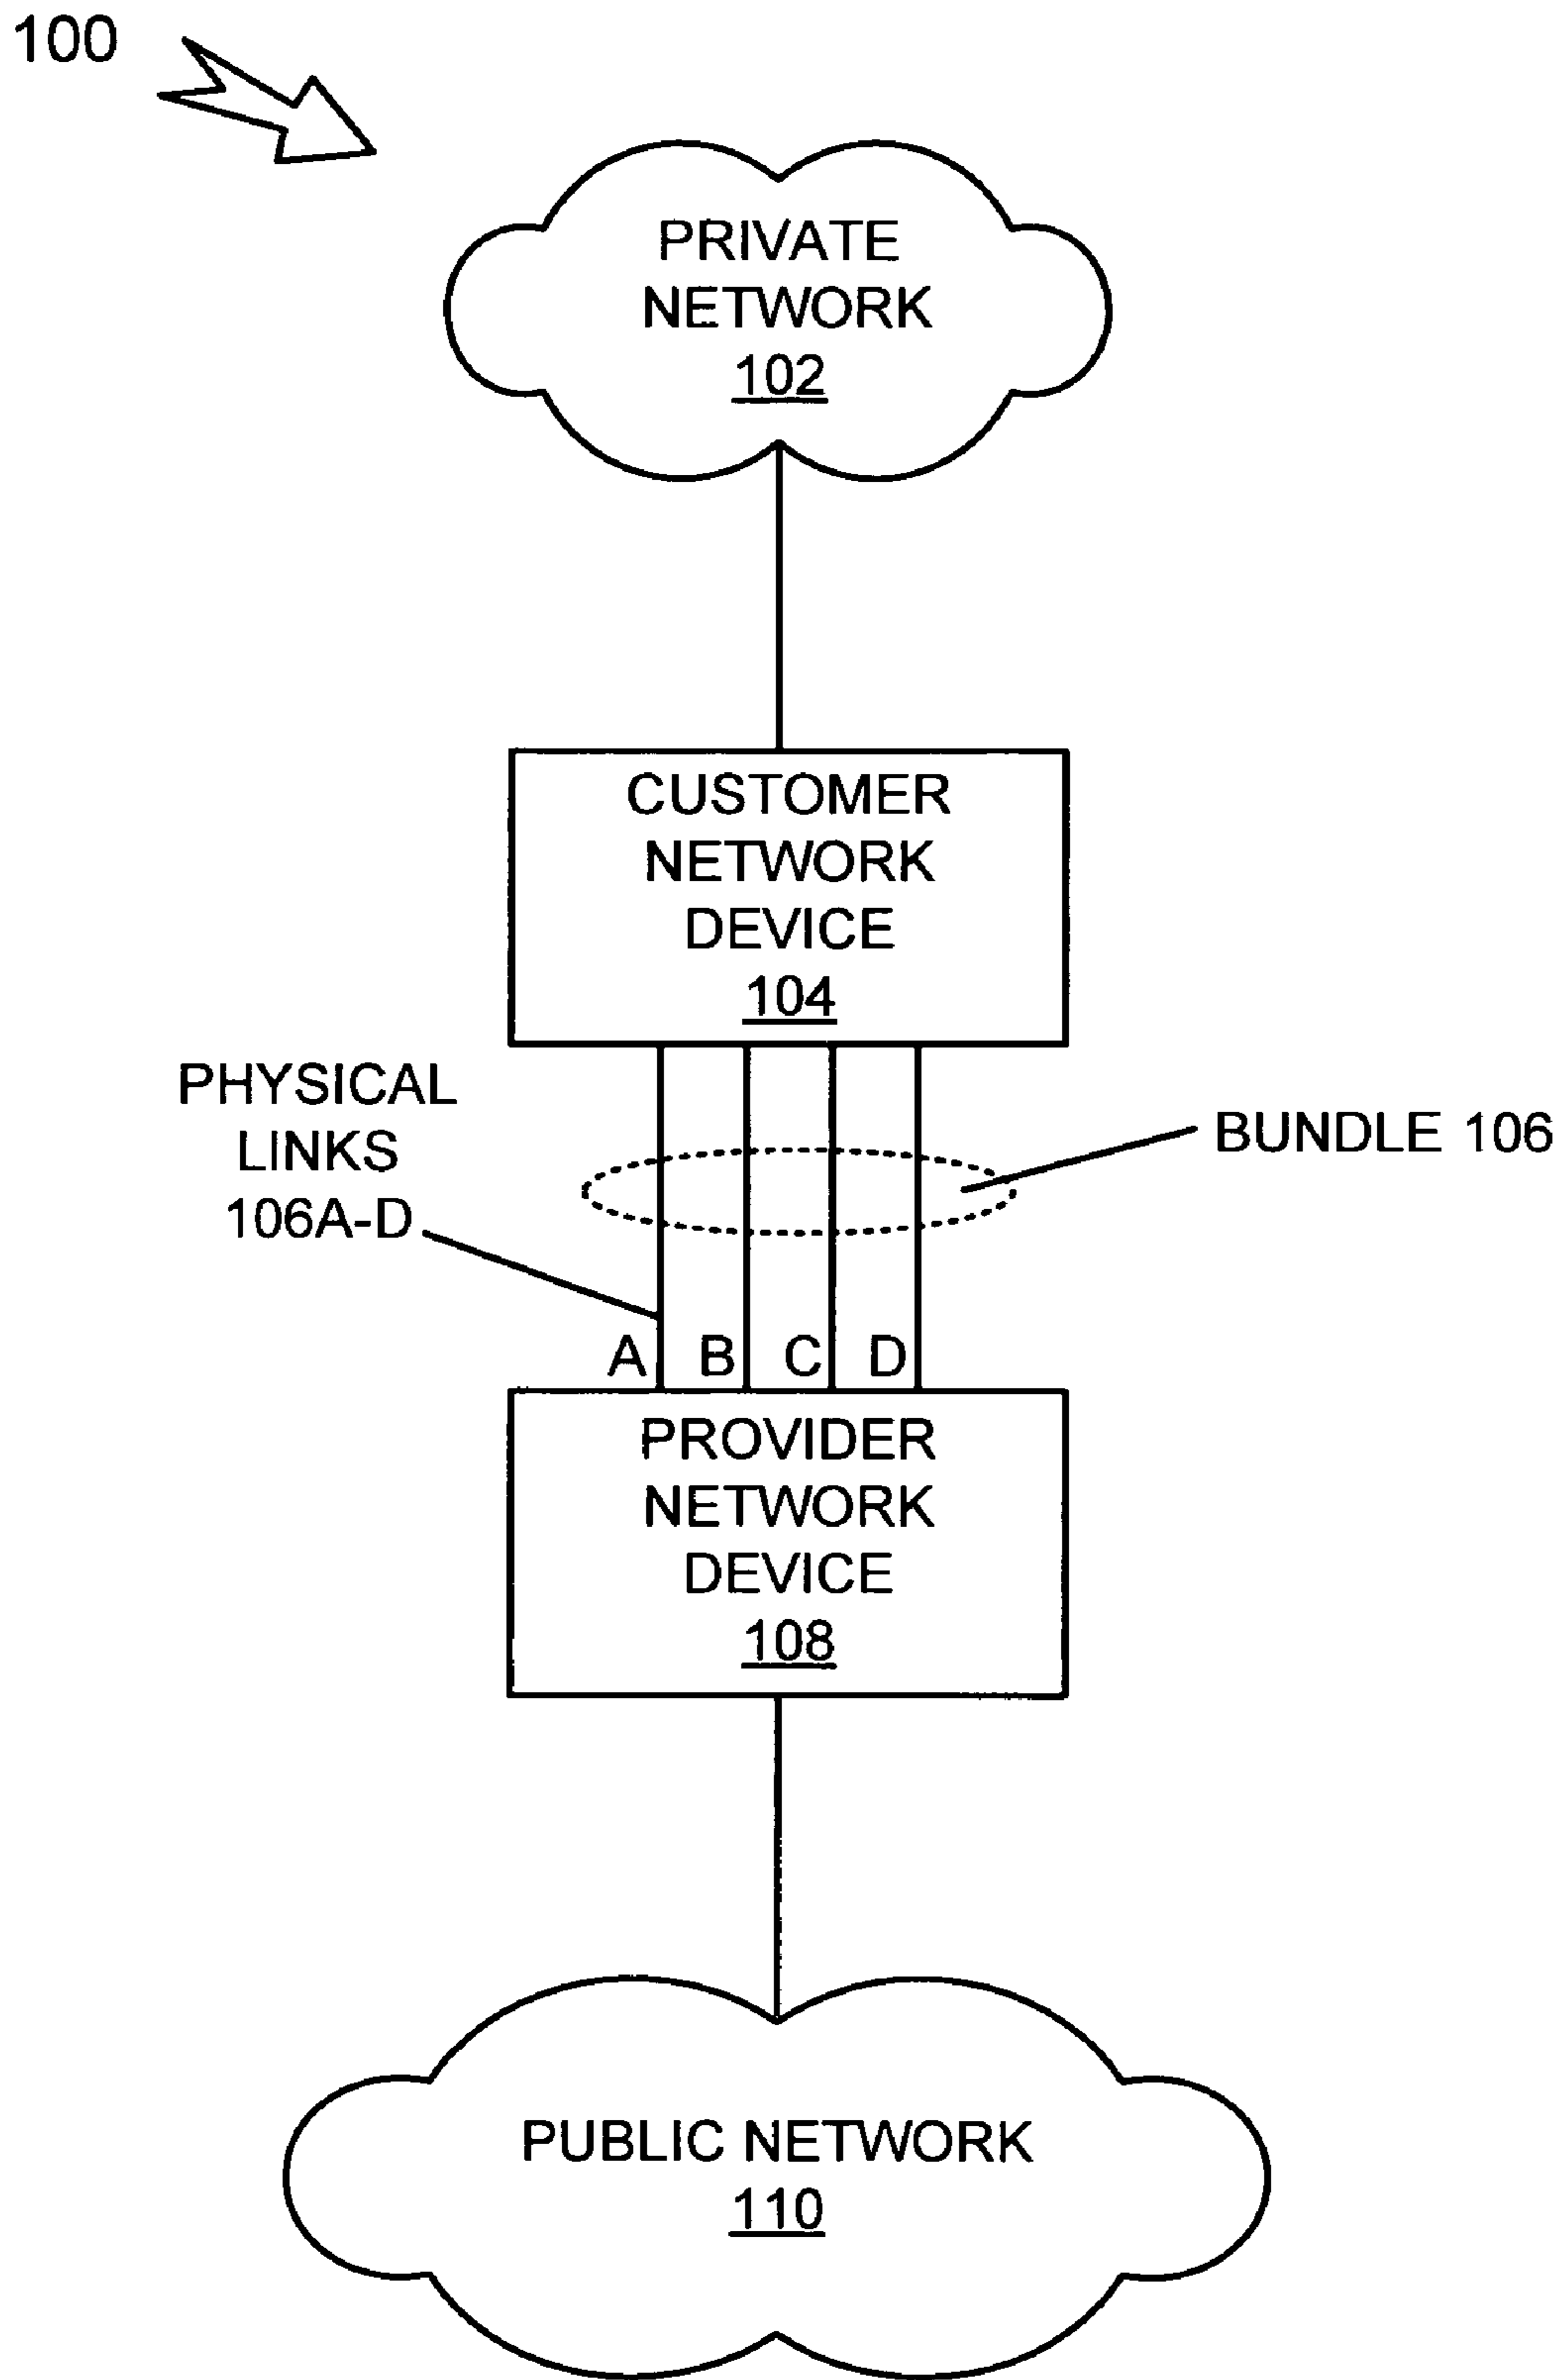 100
PRIVATE
NETWORK
102
CUSTOMER
NETWORK
DEVICE
104
PHYSICAL
LINKS
106A-D
BUNDLE 106
A B C D
PROVIDER
NETWORK
DEVICE
108
PUBLIC NETWORK
110